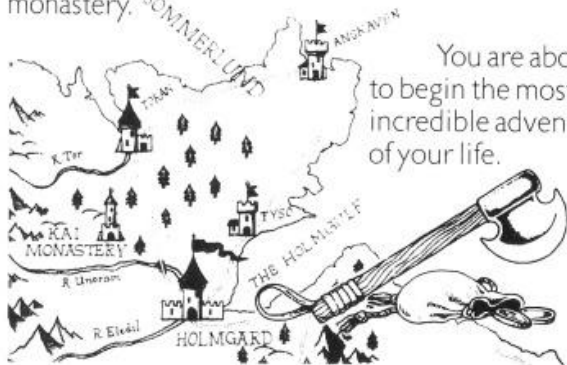 monastery.
SOMMERLUND
ANSKAVEN
You are abo
to begin the most
incredible adven
of your life.
TORAN
R Tor
TYSO
KAI
MONASTERY
THE HOLMGULF
R Unoram
R Eledil
HOLMGARD